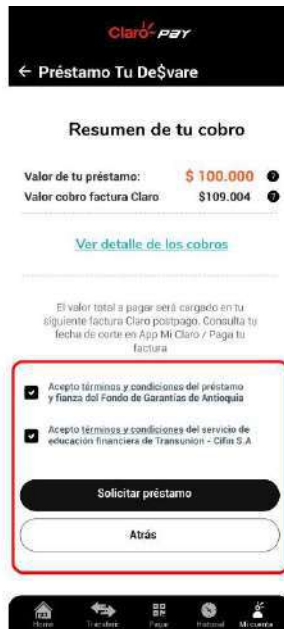 Claro pay
← Préstamo Tu De$vare
Resumen de tu cobro
Valor de tu préstamo: $ 100.000 ?
Valor cobro factura Claro $109.004 ?
Ver detalle de los cobros
El valor total a pagar será cargado en tu
siguiente factura Claro postpago. Consulta tu
fecha de corte en App Mi Claro / Paga tu
factura
Acepto términos y condiciones del préstamo
y fianza del Fondo de Garantías de Antioquia
Acepto términos y condiciones del servicio de
educación financiera de Transunion - Cifin S.A
Solicitar préstamo
Atrás
Home Transferir Pagar Historial Mi cuenta